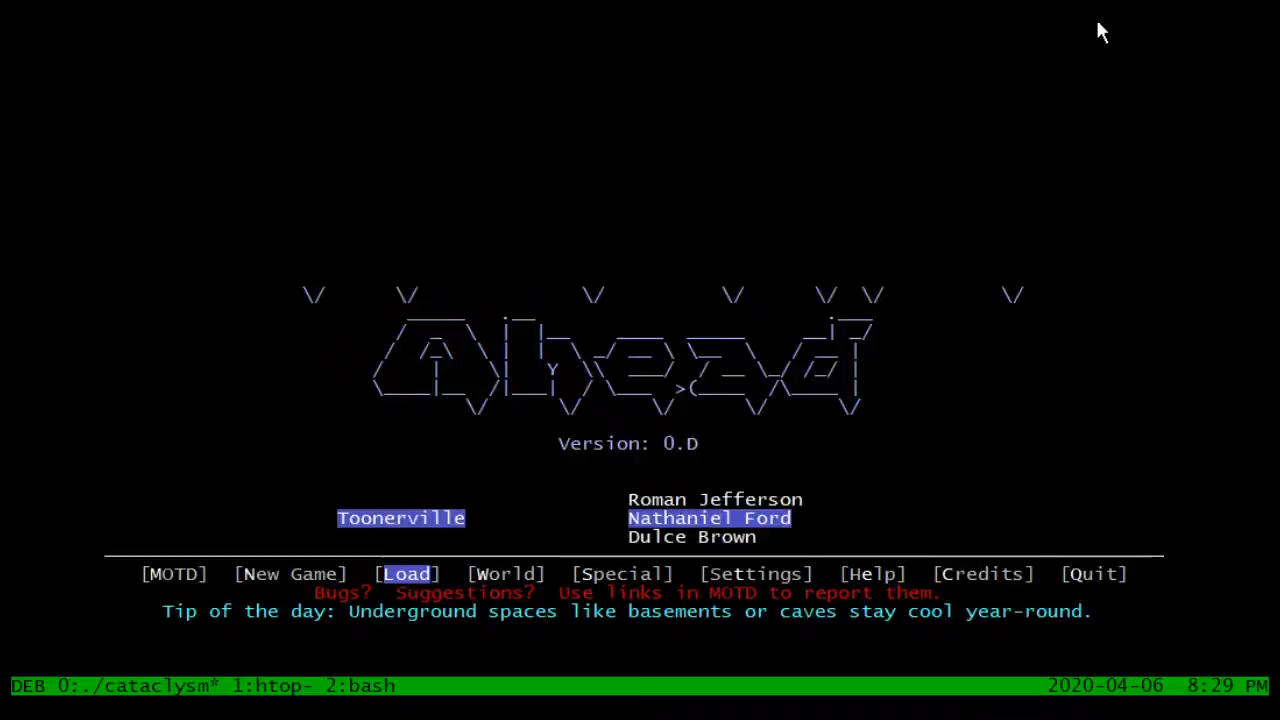 Ahead
Version: 0.D
Roman Jefferson
Toonerville Nathaniel Ford
Dulce Brown
[MOTD] [New Game] [Load] [World] [Special] [Settings] [Help] [Credits] [Quit]
Bugs? Suggestions? Use links in MOTD to report them.
Tip of the day: Underground spaces like basements or caves stay cool year-round.
DEB 0:./cataclysm* 1:htop- 2:bash 2020-04-06 8:29 PM